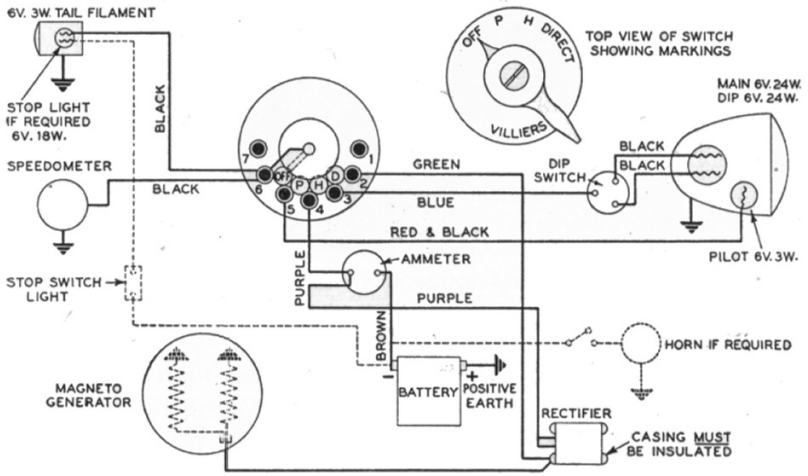 6V. 3W. TAIL FILAMENT
STOP LIGHT
IF REQUIRED
6V. 18W.
SPEEDOMETER
BLACK
BLACK
STOP SWITCH
LIGHT
MAGNETO
GENERATOR
7
1
6
OFF
P
H
D
2
5
4
3
OFF
P
H
DIRECT
VILLIERS
TOP VIEW OF SWITCH
SHOWING MARKINGS
MAIN 6V. 24W.
DIP 6V. 24W.
GREEN
BLUE
RED & BLACK
DIP
SWITCH
BLACK
BLACK
PILOT 6V. 3W.
PURPLE
AMMETER
PURPLE
BROWN
HORN IF REQUIRED
-
+
BATTERY
POSITIVE
EARTH
RECTIFIER
CASING MUST
BE INSULATED